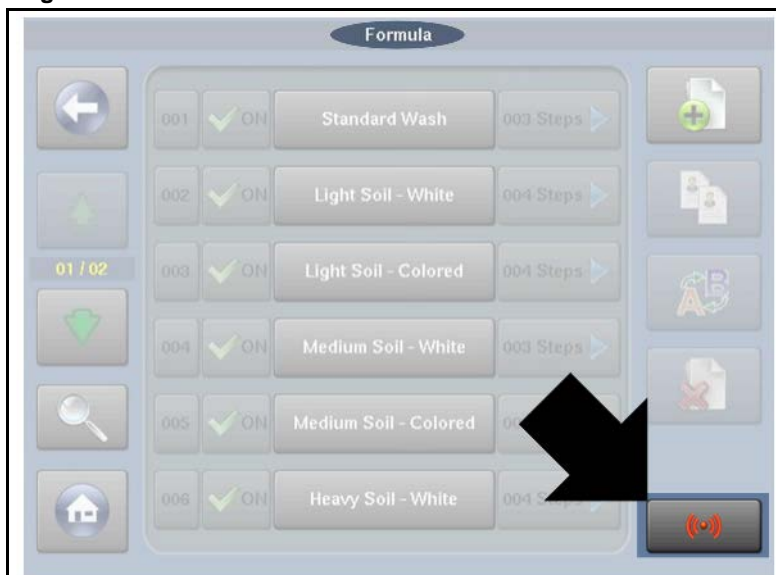 Formula
001 ON Standard Wash 003 Steps
002 ON Light Soil - White 004 Steps
01 / 02
003 ON Light Soil - Colored 004 Steps
004 ON Medium Soil - White 003 Steps
005 ON Medium Soil - Colored
006 ON Heavy Soil - White 004
A B